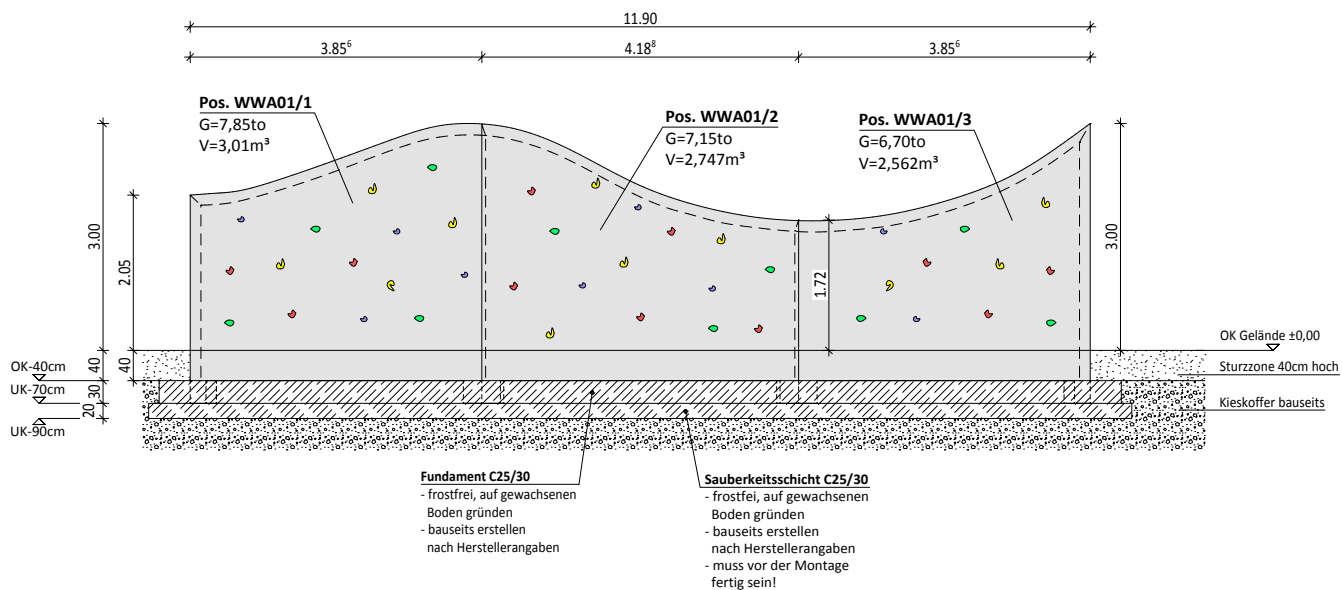 11.90
3.85⁶
4.18⁸
3.85⁶
Pos. WWA01/1
G=7,85to
V=3,01m³
Pos. WWA01/2
G=7,15to
V=2,747m³
Pos. WWA01/3
G=6,70to
V=2,562m³
3.00
2.05
1.72
3.00
OK Gelände ±0,00
Sturzzone 40cm hoch
Kieskoffer bauseits
OK-40cm
UK-70cm
UK-90cm
40
40
30
20
Fundament C25/30
- frostfrei, auf gewachsenen
Boden gründen
- bauseits erstellen
nach Herstellerangaben
Sauberkeitsschicht C25/30
- frostfei, auf gewachsenen
Boden gründen
- bauseits erstellen
nach Herstellerangaben
- muss vor der Montage
fertig sein!